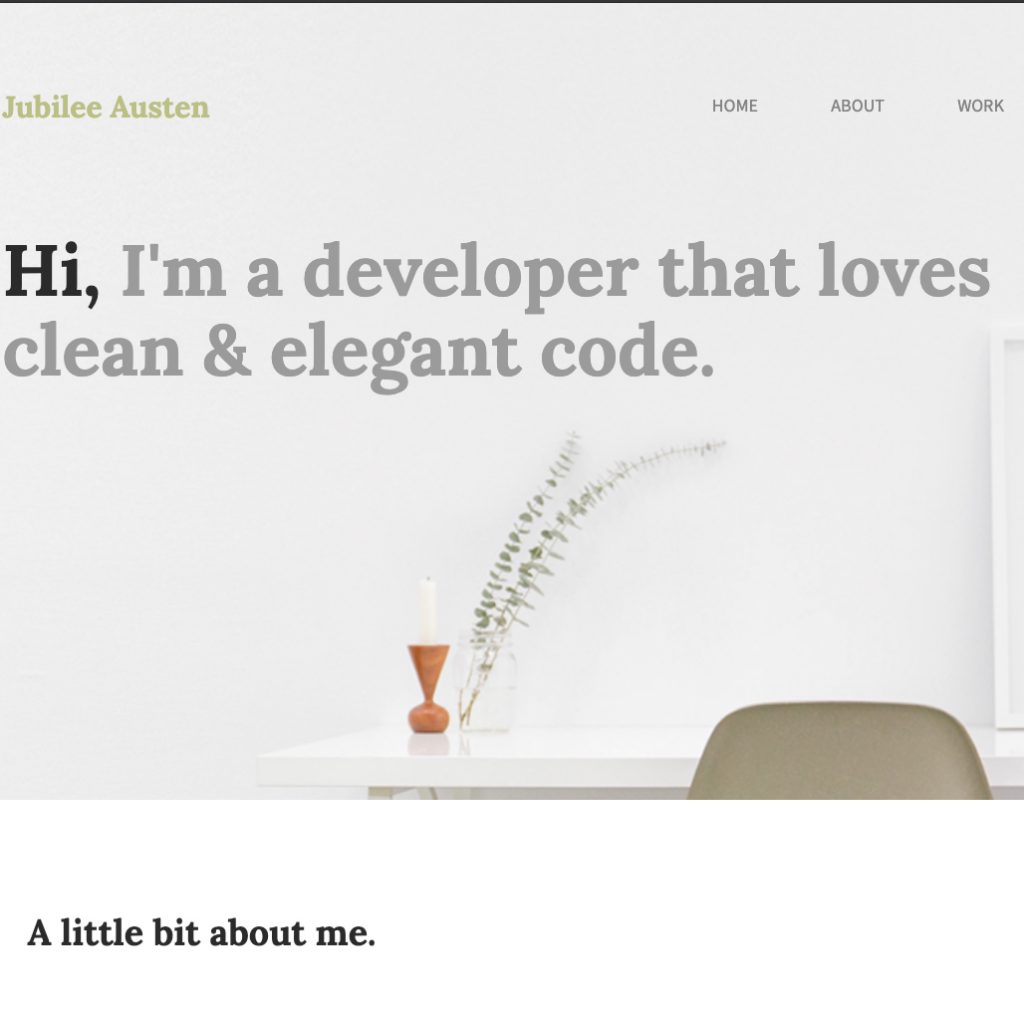 Jubilee Austen
HOME ABOUT WORK
Hi, I'm a developer that loves
clean & elegant code.
A little bit about me.